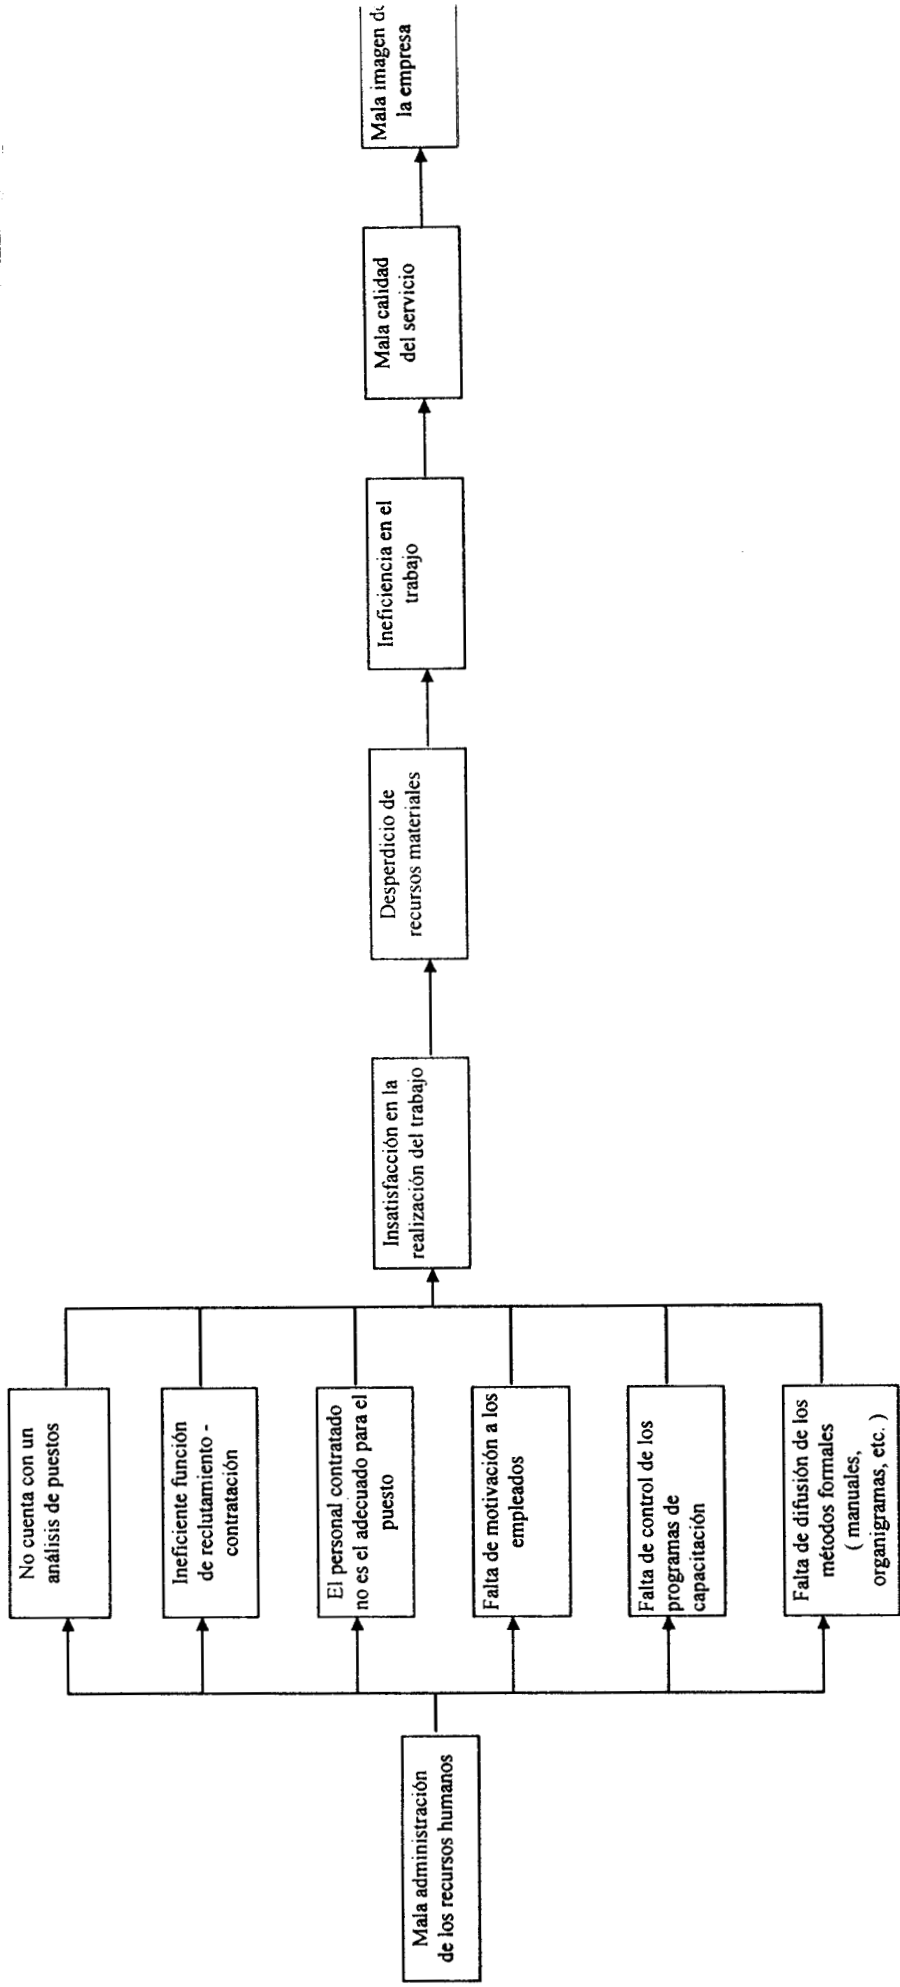 Mala administración
de los recursos humanos
No cuenta con un
análisis de puestos
Ineficiente función
de reclutamiento -
contratación
El personal contratado
no es el adecuado para el
puesto
Falta de motivación a los
empleados
Falta de control de los
programas de
capacitación
Falta de difusión de los
métodos formales
( manuales,
organigramas, etc. )
Insatisfacción en la
realización del trabajo
Desperdicio de
recursos materiales
Ineficiencia en el
trabajo
Mala calidad
del servicio
Mala imagen de
la empresa